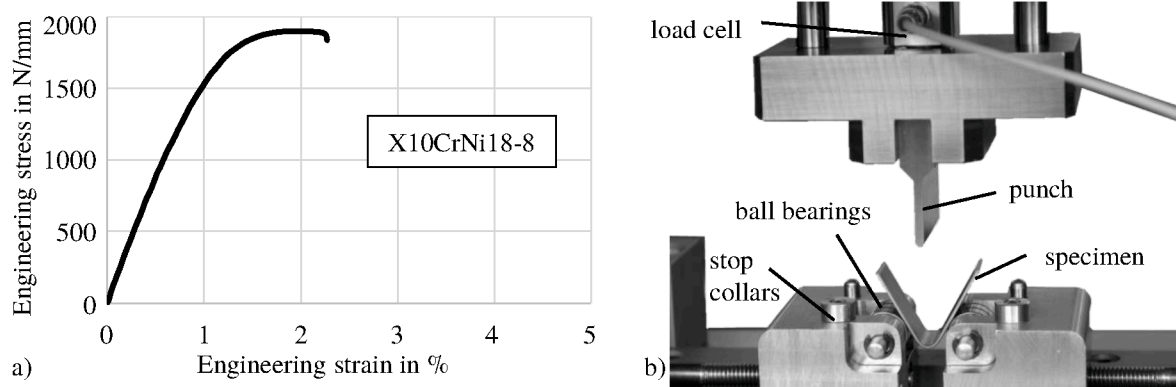 Engineering stress in N/mm
2000
1500
1000
500
0
0 1 2 3 4 5
Engineering strain in %
X10CrNi18-8
a)
load cell
punch
ball bearings
specimen
stop
collars
b)